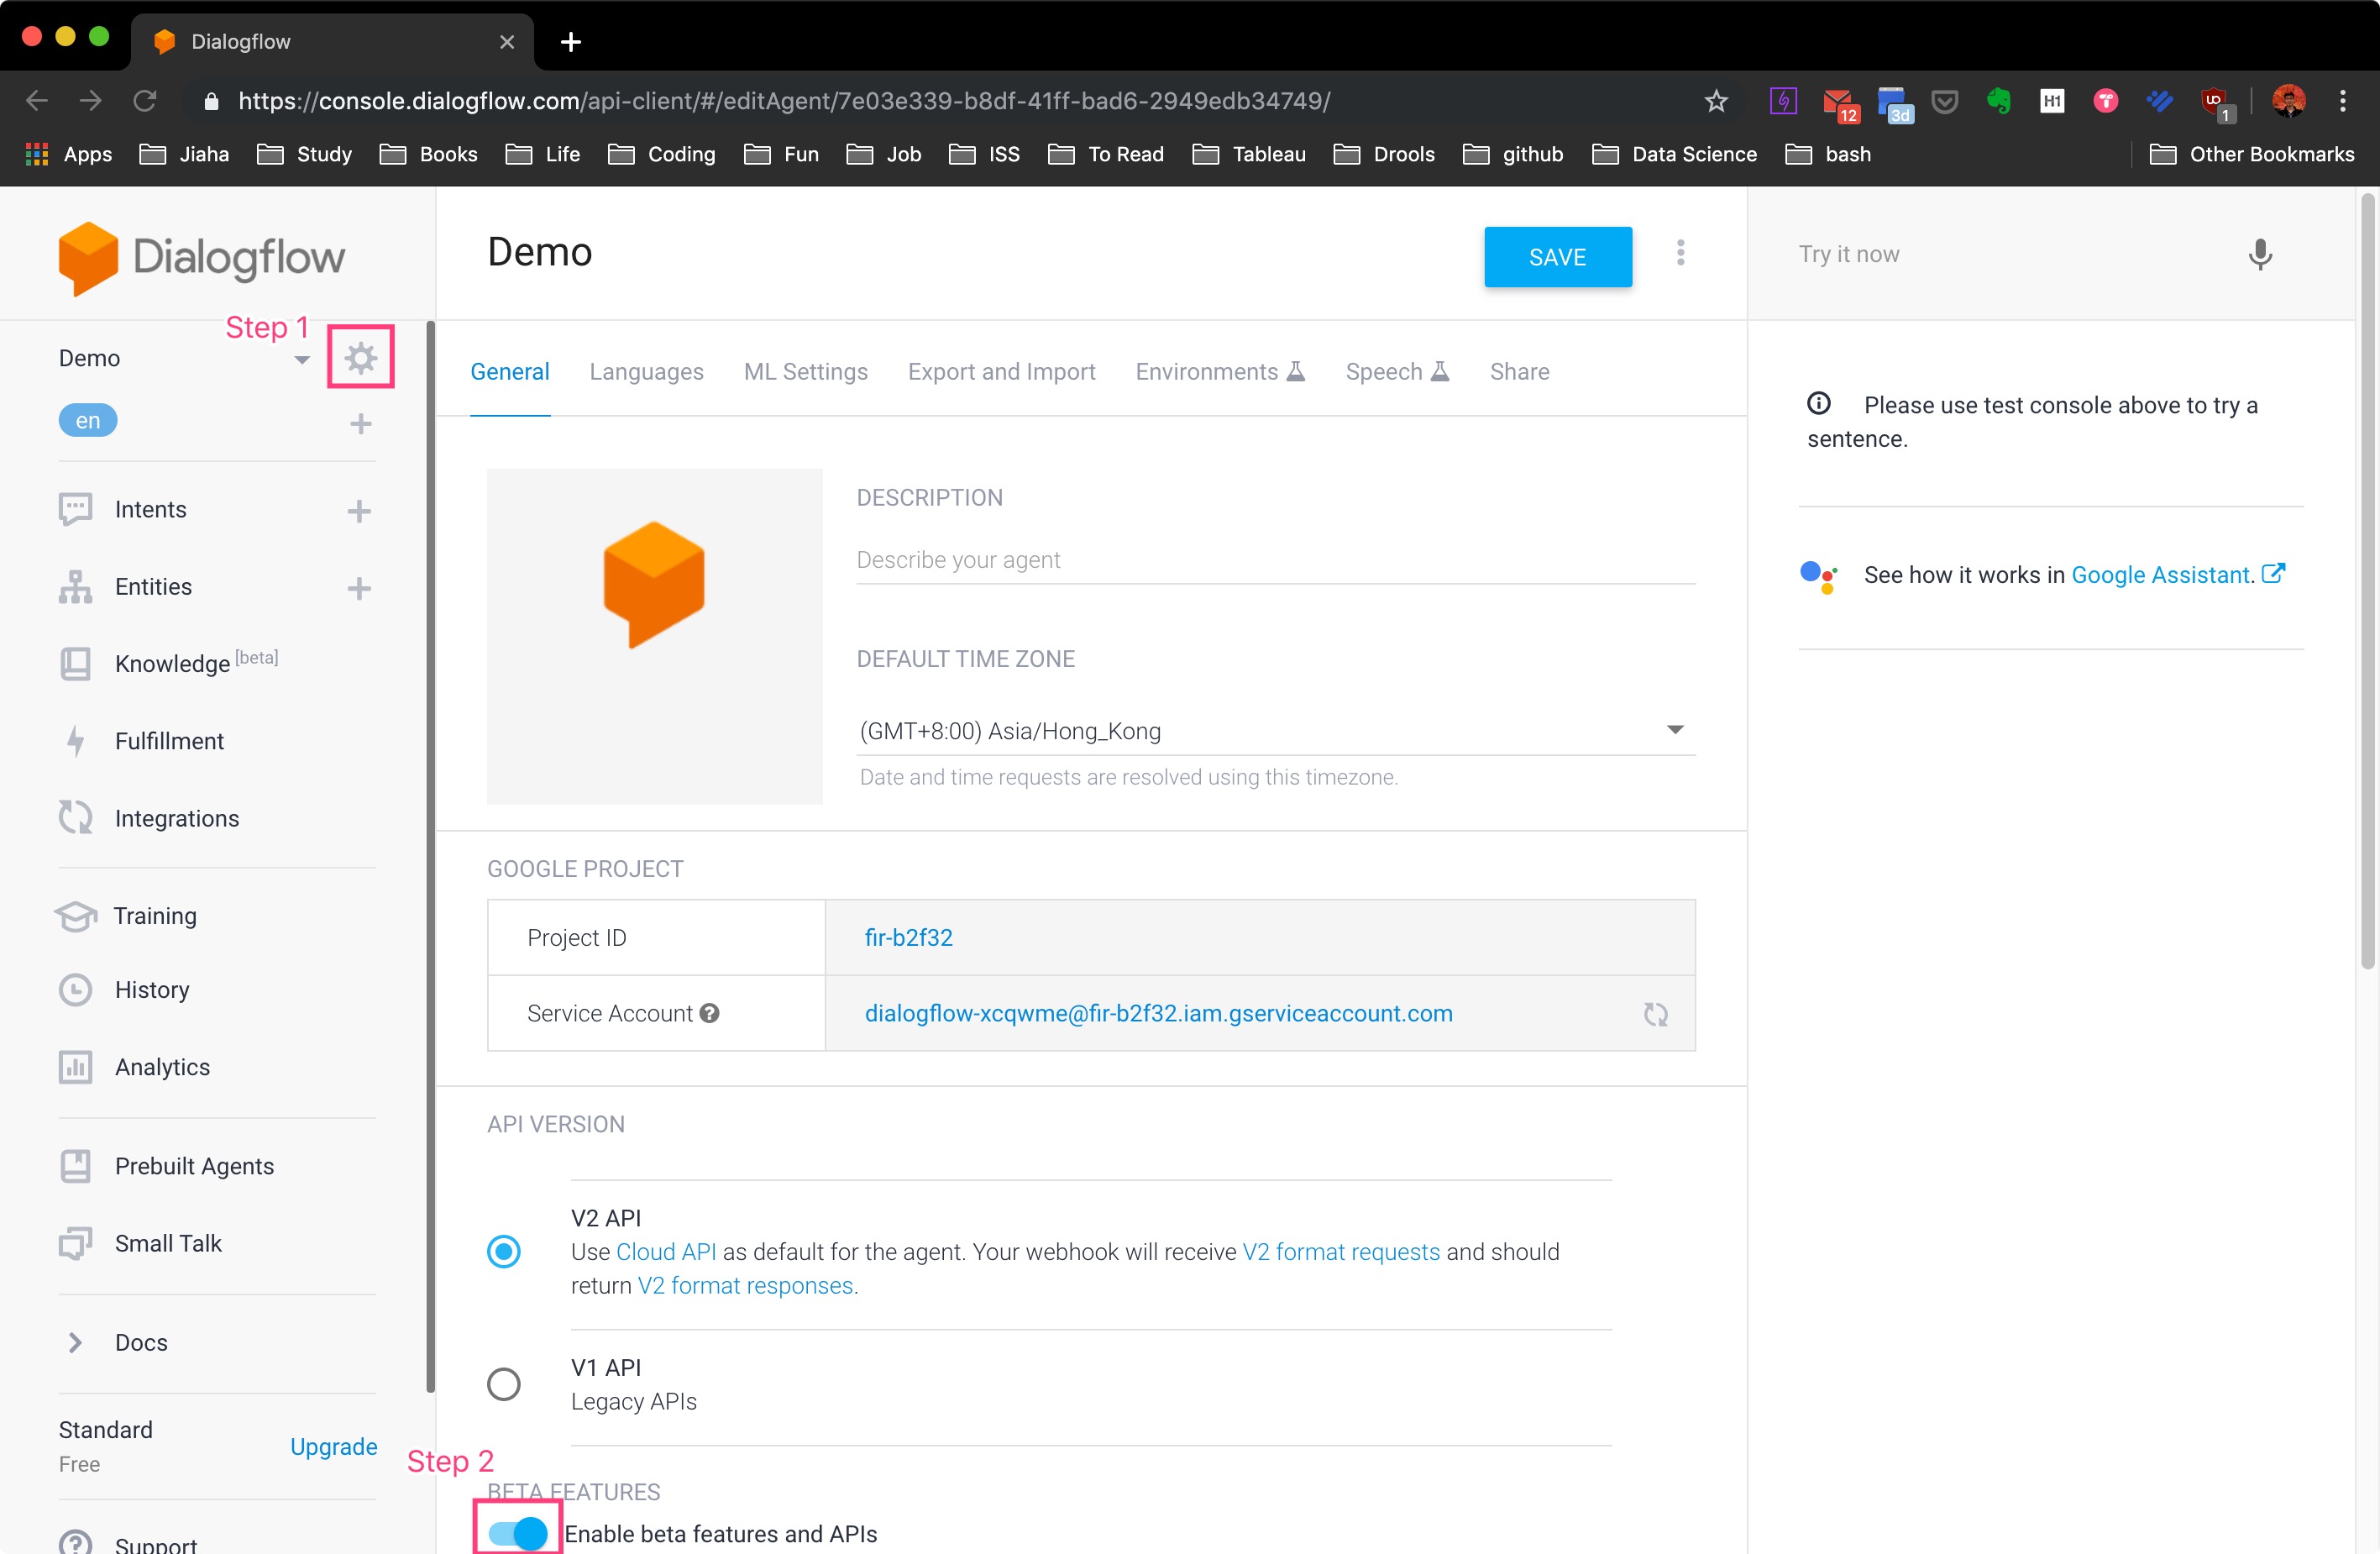 Dialogflow
https://console.dialogflow.com/api-client/#/editAgent/7e03e339-b8df-41ff-bad6-2949edb34749/
12
3d
H1
1
Apps Jiaha Study Books Life Coding Fun Job ISS To Read Tableau Drools github Data Science bash Other Bookmarks
Dialogflow
Step 1
Demo
en
Intents
Entities
Knowledge [beta]
Fulfillment
Integrations
Training
History
Analytics
Prebuilt Agents
Small Talk
Docs
Standard
Free
Upgrade
Support
Demo
SAVE
General Languages ML Settings Export and Import Environments Speech Share
DESCRIPTION
Describe your agent
DEFAULT TIME ZONE
(GMT+8:00) Asia/Hong_Kong
Date and time requests are resolved using this timezone.
GOOGLE PROJECT
Project ID fir-b2f32
Service Account dialogflow-xcqwme@fir-b2f32.iam.gserviceaccount.com
API VERSION
V2 API
Use Cloud API as default for the agent. Your webhook will receive V2 format requests and should
return V2 format responses.
V1 API
Legacy APIs
Step 2
BETA FEATURES
Enable beta features and APIs
Try it now
Please use test console above to try a
sentence.
See how it works in Google Assistant.